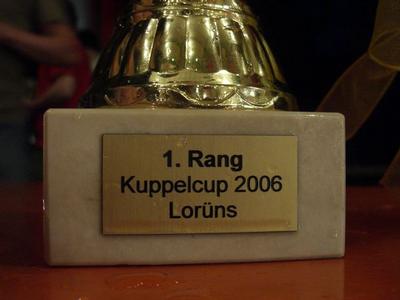 1. Rang
Kuppelcup 2006
Lorüns